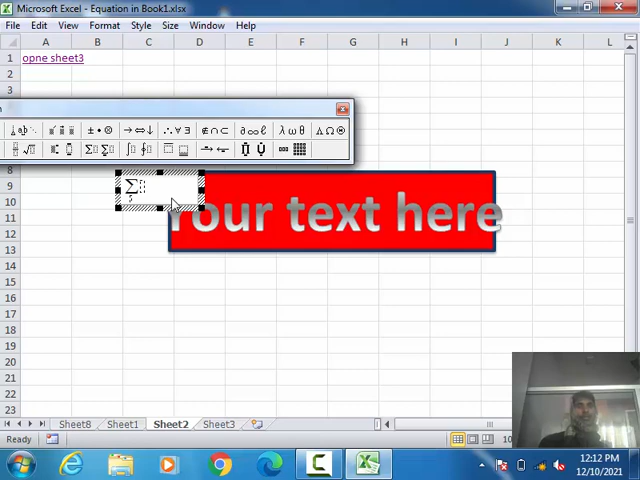 Microsoft Excel - Equation in Book1.xlsx
File Edit View Format Style Size Window Help
A B C D E F G H I J K L
1 opne sheet3
2
3
8
9
10
11
12
13
14
15
16
17
18
19
20
21
22
23
∑
Your text here
Sheet8 Sheet1 Sheet2 Sheet3
Ready
10
12:12 PM
12/10/2021